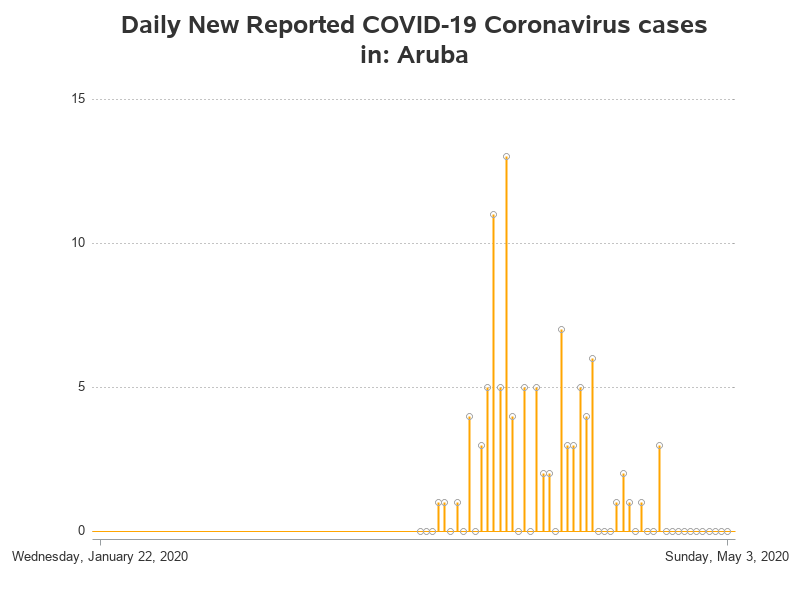 Daily New Reported COVID-19 Coronavirus cases
in: Aruba
15
10
5
0
Wednesday, January 22, 2020
Sunday, May 3, 2020